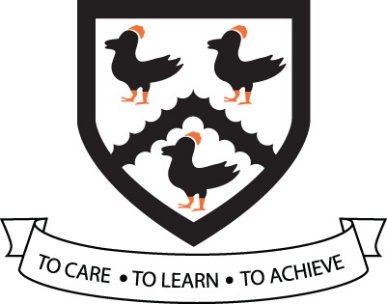 TO CARE • TO LEARN • TO ACHIEVE